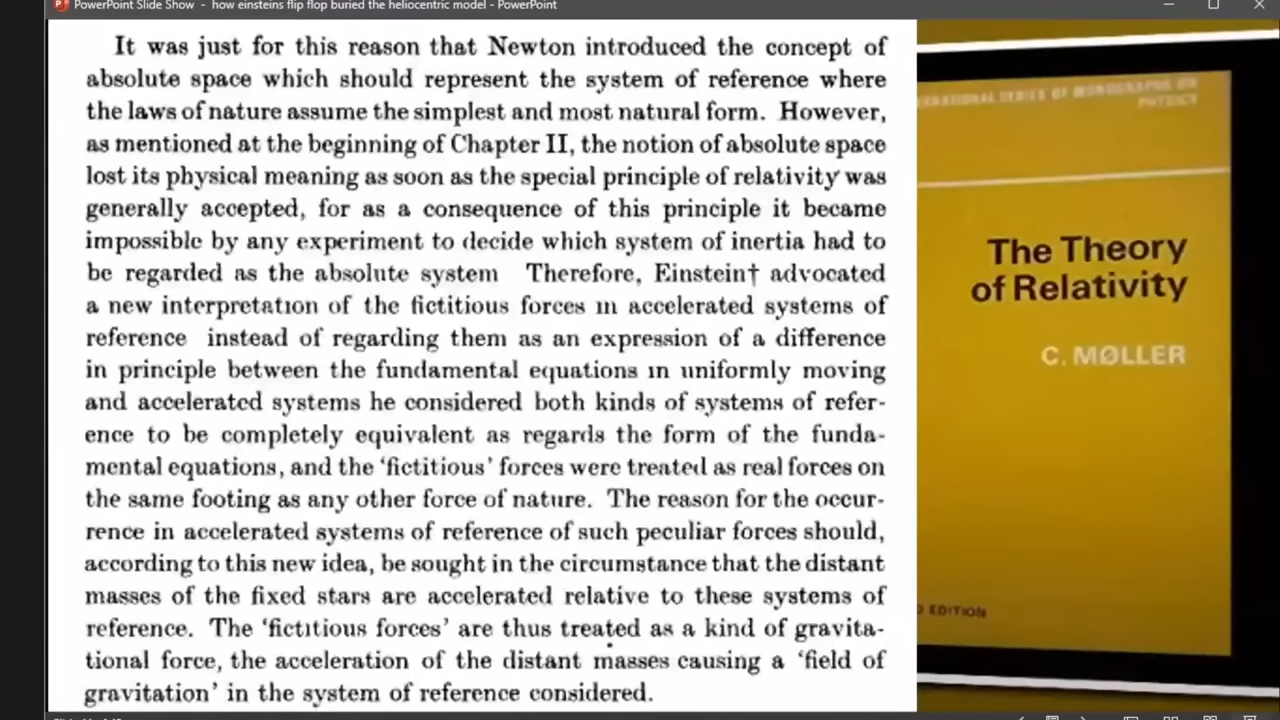 PowerPoint Slide Show - how einsteins flip flop buried the heliocentric model - PowerPoint
It was just for this reason that Newton introduced the concept of
absolute space which should represent the system of reference where
the laws of nature assume the simplest and most natural form. However,
as mentioned at the beginning of Chapter II, the notion of absolute space
lost its physical meaning as soon as the special principle of relativity was
generally accepted, for as a consequence of this principle it became
impossible by any experiment to decide which system of inertia had to
be regarded as the absolute system Therefore, Einstein† advocated
a new interpretation of the fictitious forces in accelerated systems of
reference instead of regarding them as an expression of a difference
in principle between the fundamental equations in uniformly moving
and accelerated systems he considered both kinds of systems of refer-
ence to be completely equivalent as regards the form of the funda-
mental equations, and the ‘fictitious’ forces were treated as real forces on
the same footing as any other force of nature. The reason for the occur-
rence in accelerated systems of reference of such peculiar forces should,
according to this new idea, be sought in the circumstance that the distant
masses of the fixed stars are accelerated relative to these systems of
reference. The ‘fictitious forces’ are thus treated as a kind of gravita-
tional force, the acceleration of the distant masses causing a ‘field of
gravitation’ in the system of reference considered.
SERIES OF MONOGRAPHS ON
PHYSICS
The Theory
of Relativity
C. MØLLER
EDITION